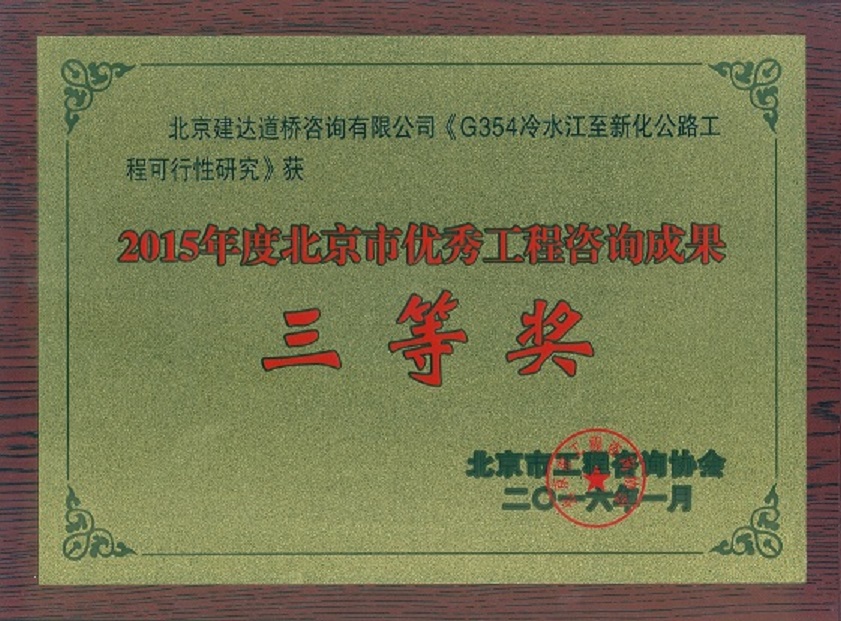 北京建达道桥咨询有限公司《G354冷水江至新化公路工
程可行性研究》获
2015年度北京市优秀工程咨询成果
三等奖
北京市工程咨询协会
二〇一六年一月